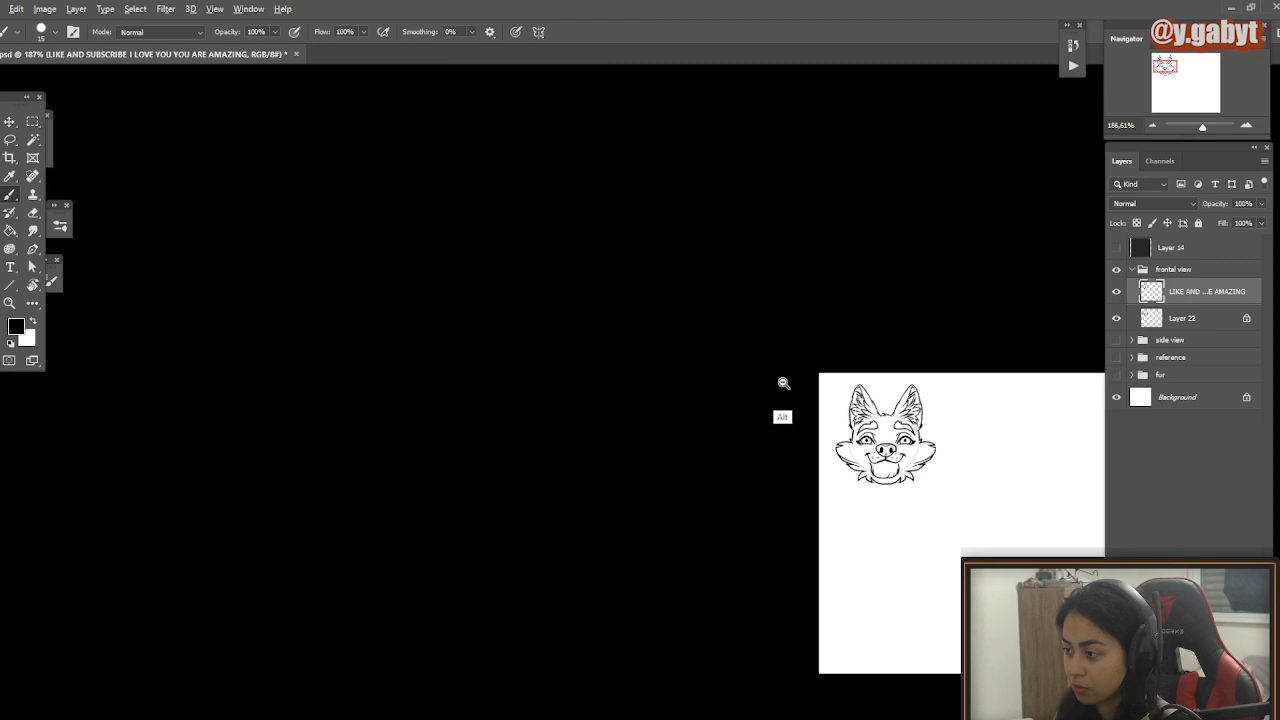 Edit Image Layer Type Select Filter 3D View Window Help
@y.gabyt
15 Mode: Normal Opacity: 100% Flow: 100% Smoothing: 0%
Navigator
psd @ 187% (LIKE AND SUBSCRIBE I LOVE YOU YOU ARE AMAZING, RGB/8#) *
186,61%
Layers Channels
Kind
Normal Opacity: 100%
Lock: Fill: 100%
Layer 14
frontal view
LIKE AND ...E AMAZING
Layer 22
side view
reference
fur
Background
Alt